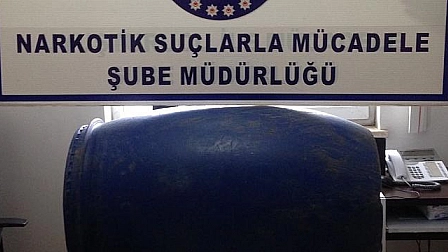 NARKOTİK SUÇLARLA MÜCADELE
ŞUBE MÜDÜRLÜĞÜ